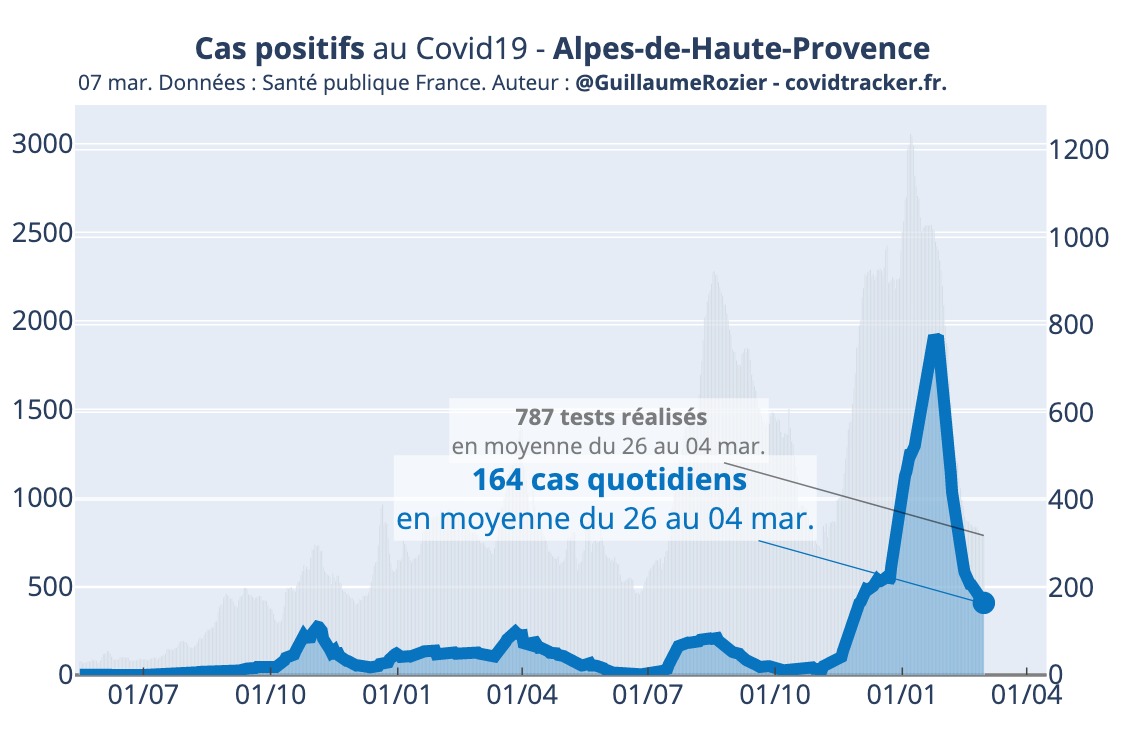 Cas positifs au Covid19 - Alpes-de-Haute-Provence
07 mar. Données : Santé publique France. Auteur : @GuillaumeRozier - covidtracker.fr.
3000
2500
2000
1500
1000
500
0
1200
1000
800
600
400
200
0
787 tests réalisés
en moyenne du 26 au 04 mar.
164 cas quotidiens
en moyenne du 26 au 04 mar.
01/07 01/10 01/01 01/04 01/07 01/10 01/01 01/04